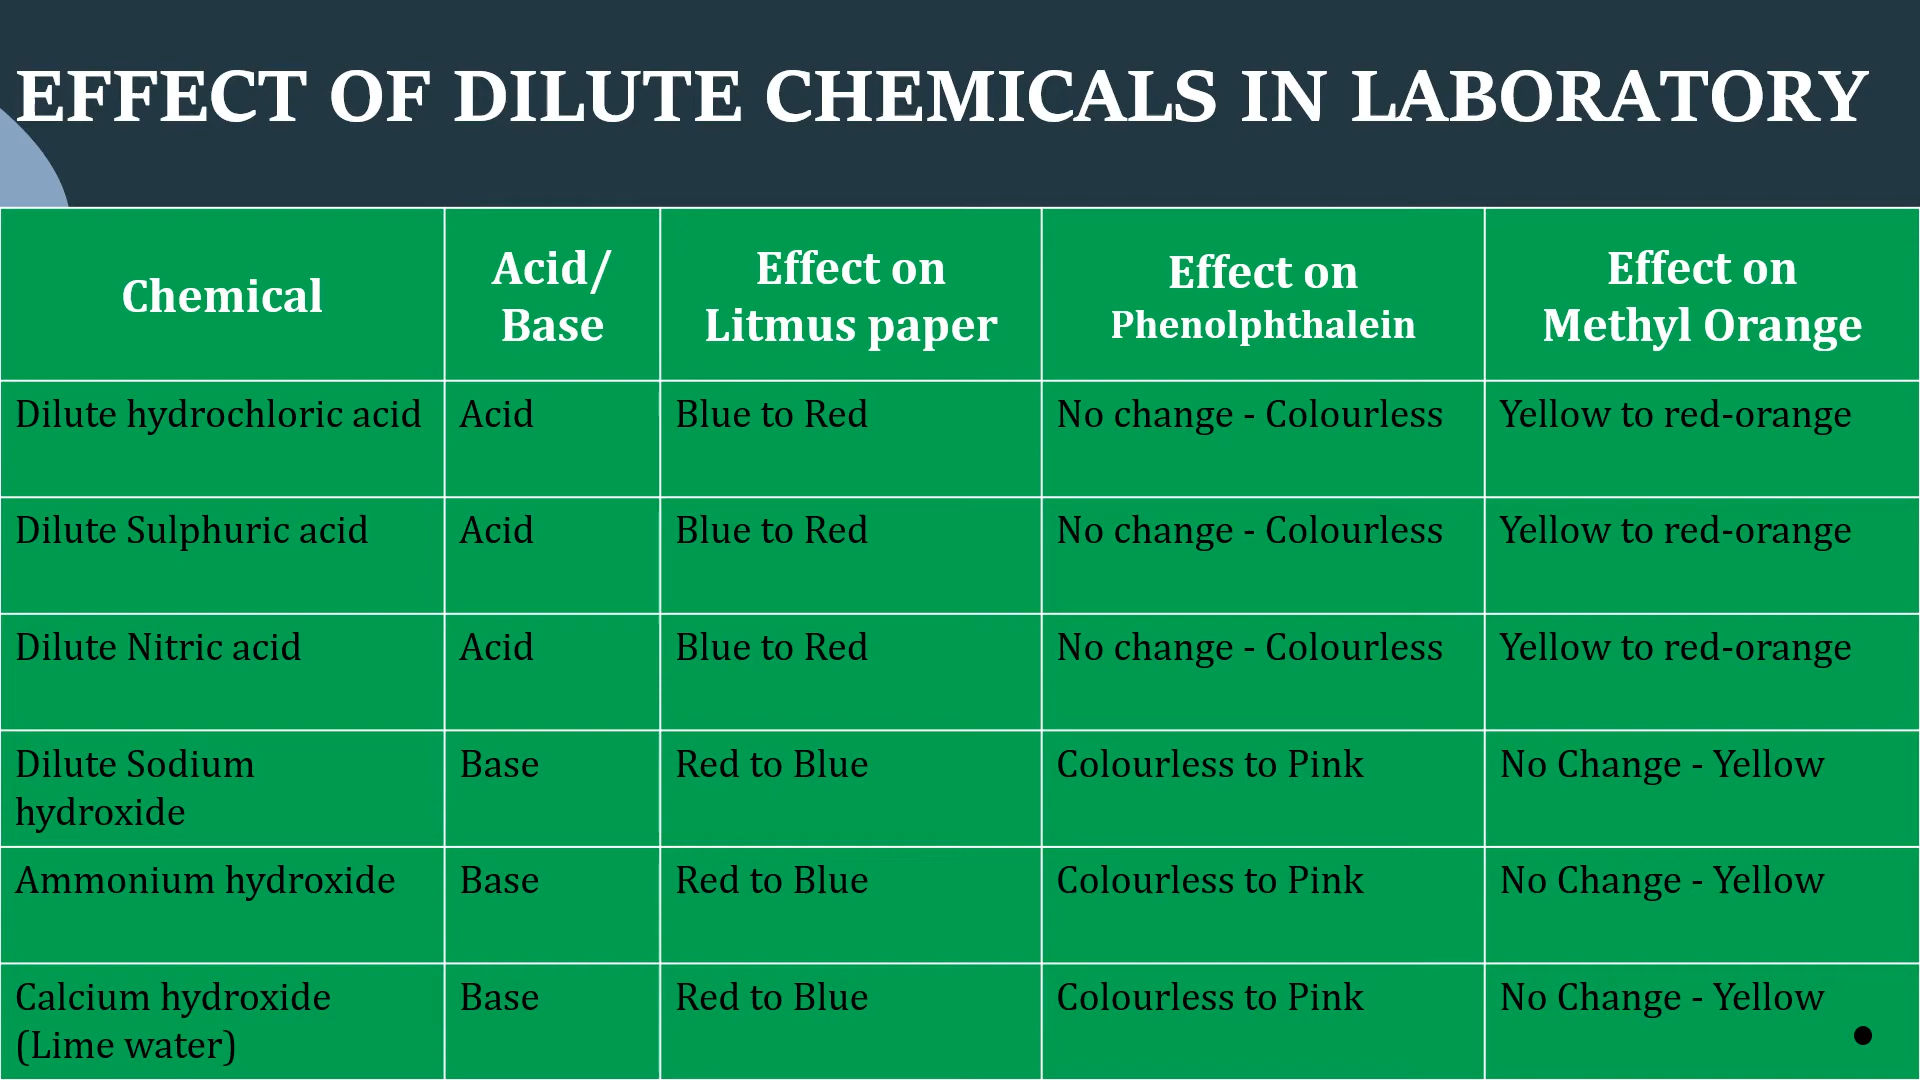 EFFECT OF DILUTE CHEMICALS IN LABORATORY
Chemical
Acid/
Base
Effect on
Litmus paper
Effect on
Phenolphthalein
Effect on
Methyl Orange
Dilute hydrochloric acid
Acid
Blue to Red
No change - Colourless
Yellow to red-orange
Dilute Sulphuric acid
Acid
Blue to Red
No change - Colourless
Yellow to red-orange
Dilute Nitric acid
Acid
Blue to Red
No change - Colourless
Yellow to red-orange
Dilute Sodium
hydroxide
Base
Red to Blue
Colourless to Pink
No Change - Yellow
Ammonium hydroxide
Base
Red to Blue
Colourless to Pink
No Change - Yellow
Calcium hydroxide
(Lime water)
Base
Red to Blue
Colourless to Pink
No Change - Yellow